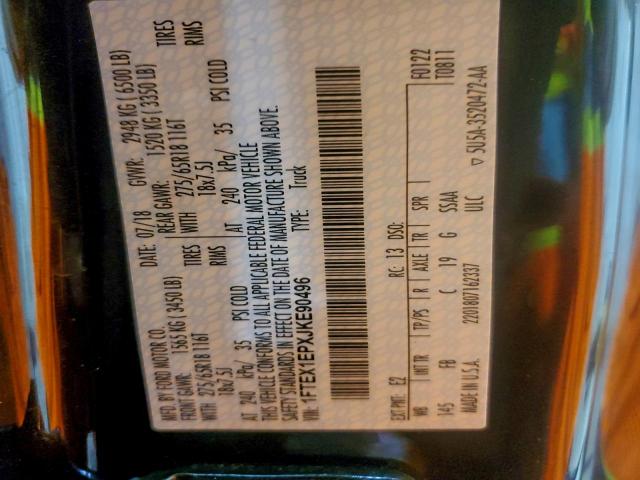 MFD. BY FORD MOTOR CO.
DATE: 07/18 GVWR: 2948 KG ( 6500 LB)
FRONT GAWR: 1565 KG ( 3450 LB) REAR GAWR: 1520 KG ( 3350 LB)
WITH 275/65R18 116T TIRES WITH 275/65R18 116T TIRES
18x7.5J RIMS 18x7.5J RIMS
AT 240 kPa/ 35 PSI COLD AT 240 kPa/ 35 PSI COLD
THIS VEHICLE CONFORMS TO ALL APPLICABLE FEDERAL MOTOR VEHICLE
SAFETY STANDARDS IN EFFECT ON THE DATE OF MANUFACTURE SHOWN ABOVE.
VIN: 1FTEX1EPXJKE90496 TYPE: Truck
EXT PNT: E2 RC: 13 DSO: F0122
WB INT TR TP/PS R AXLE TR SPR T0811
145 FB C 19 G SSAA
MADE IN U.S.A. 2201807162337 ULC
▽ 5U5A-3520472-AA